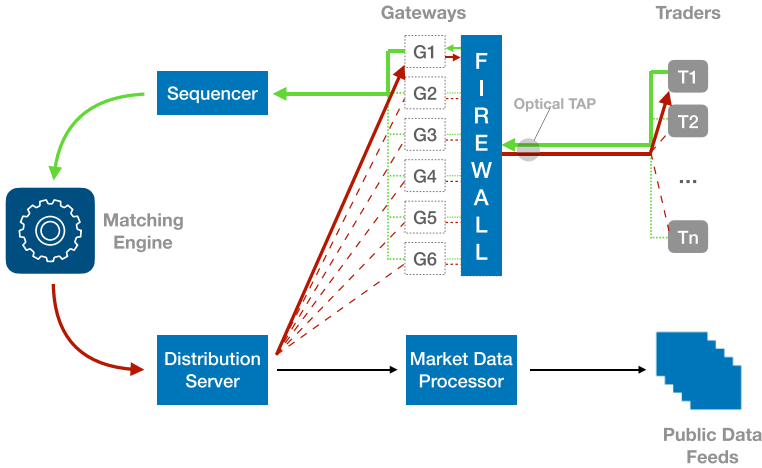 Gateways
Traders
G1
G2
G3
G4
G5
G6
F
I
R
E
W
A
L
L
Optical TAP
T1
T2
...
Tn
Sequencer
Matching
Engine
Distribution
Server
Market Data
Processor
Public Data
Feeds